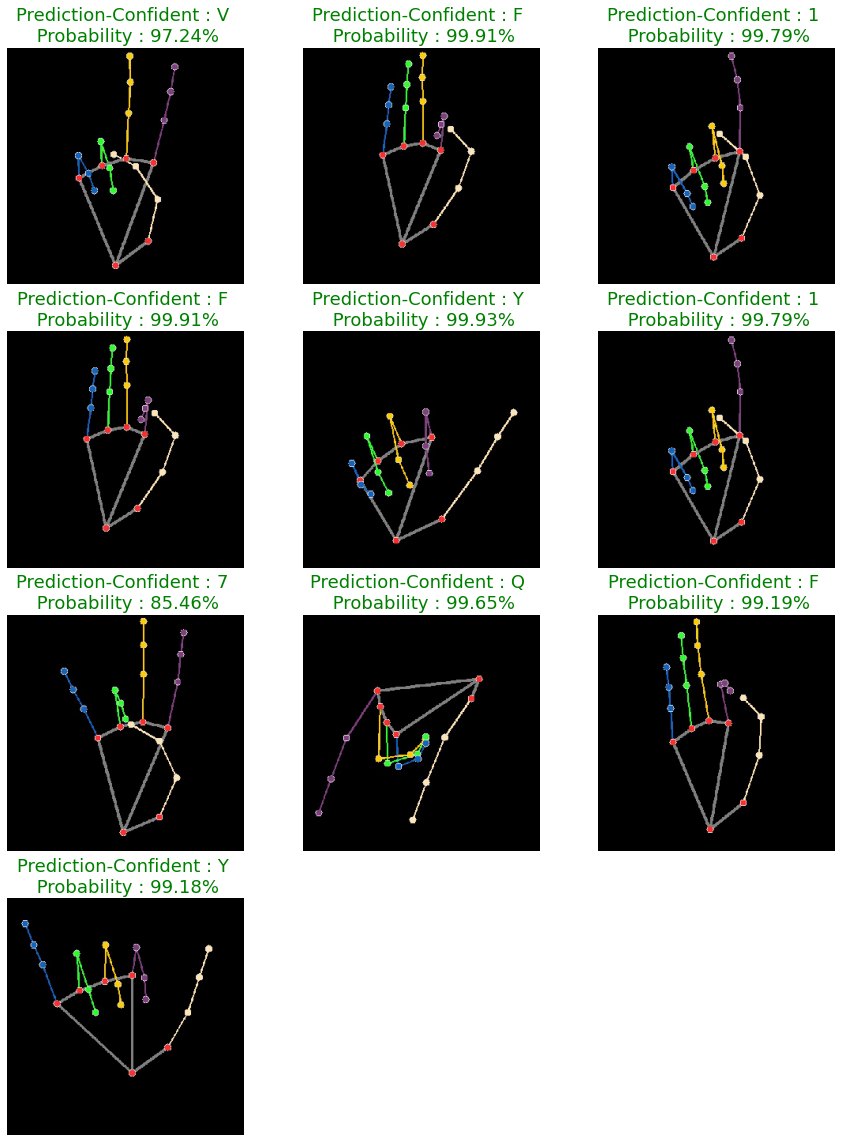 Prediction-Confident : V
Probability : 97.24%
Prediction-Confident : F
Probability : 99.91%
Prediction-Confident : 1
Probability : 99.79%
Prediction-Confident : F
Probability : 99.91%
Prediction-Confident : Y
Probability : 99.93%
Prediction-Confident : 1
Probability : 99.79%
Prediction-Confident : 7
Probability : 85.46%
Prediction-Confident : Q
Probability : 99.65%
Prediction-Confident : F
Probability : 99.19%
Prediction-Confident : Y
Probability : 99.18%